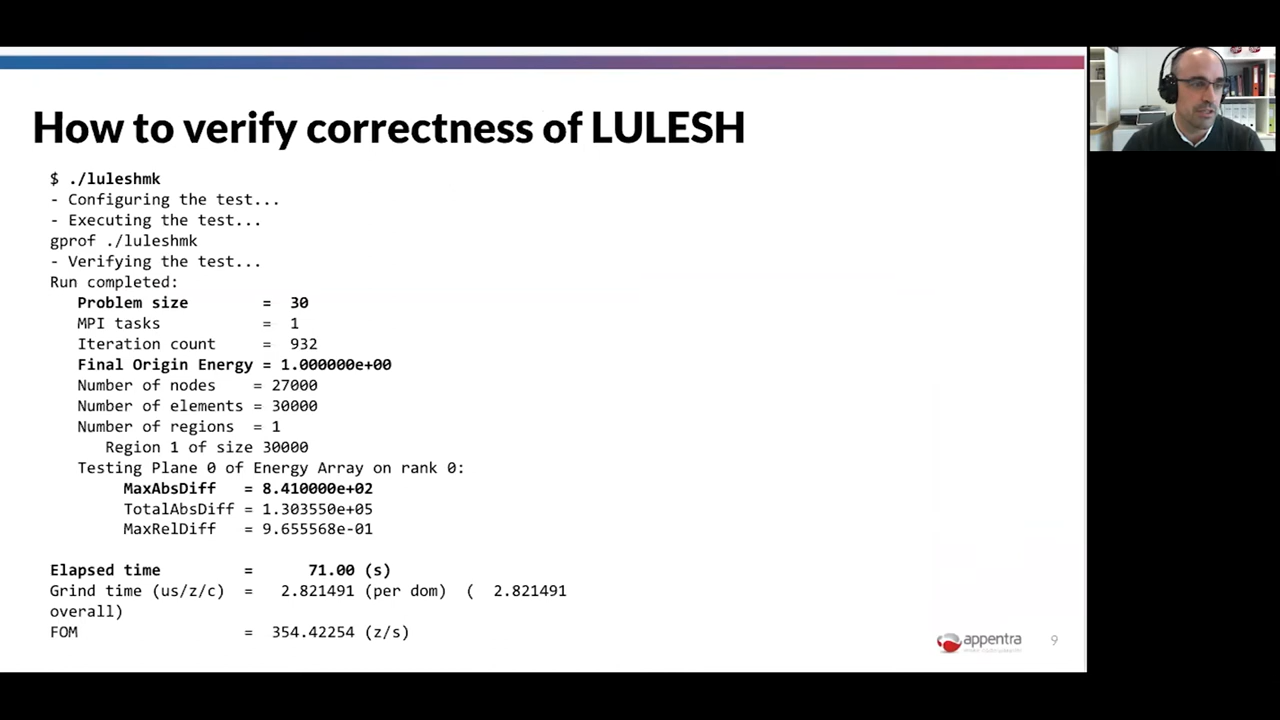 How to verify correctness of LULESH
$ ./luleshmk
- Configuring the test...
- Executing the test...
gprof ./luleshmk
- Verifying the test...
Run completed:
Problem size = 30
MPI tasks = 1
Iteration count = 932
Final Origin Energy = 1.000000e+00
Number of nodes = 27000
Number of elements = 30000
Number of regions = 1
Region 1 of size 30000
Testing Plane 0 of Energy Array on rank 0:
MaxAbsDiff = 8.410000e+02
TotalAbsDiff = 1.303550e+05
MaxRelDiff = 9.655568e-01
Elapsed time = 71.00 (s)
Grind time (us/z/c) = 2.821491 (per dom) ( 2.821491
overall)
FOM = 354.42254 (z/s)
appentra
9